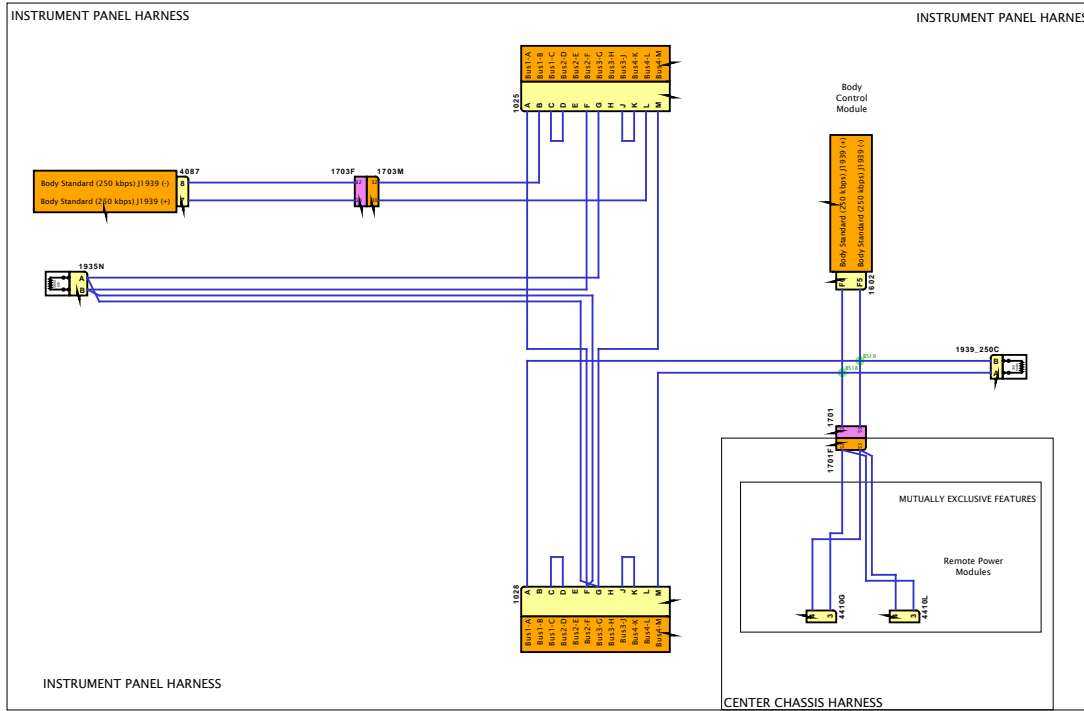 INSTRUMENT PANEL HARNESS
INSTRUMENT PANEL HARNES
Bus1-A
Bus1-B
Bus1-C
Bus2-D
Bus2-E
Bus2-F
Bus3-G
Bus3-H
Bus3-J
Bus4-K
Bus4-L
Bus4-M
1025
A B C D E F G H J K L M
Body
Control
Module
Body Standard (250 kbps) J1939 (+)
Body Standard (250 kbps) J1939 (-)
F6 F5
1602
4087
Body Standard (250 kbps) J1939 (-)
8
Body Standard (250 kbps) J1939 (+)
1703F
1703M
1935N
A
B
1939_250C
B
A
BS19
BS18
1701
1701F
MUTUALLY EXCLUSIVE FEATURES
Remote Power
Modules
3
4410G
3
4410L
1028
A B C D E F G H J K L M
Bus1-A
Bus1-B
Bus1-C
Bus2-D
Bus2-E
Bus2-F
Bus3-G
Bus3-H
Bus3-J
Bus4-K
Bus4-L
Bus4-M
INSTRUMENT PANEL HARNESS
CENTER CHASSIS HARNESS